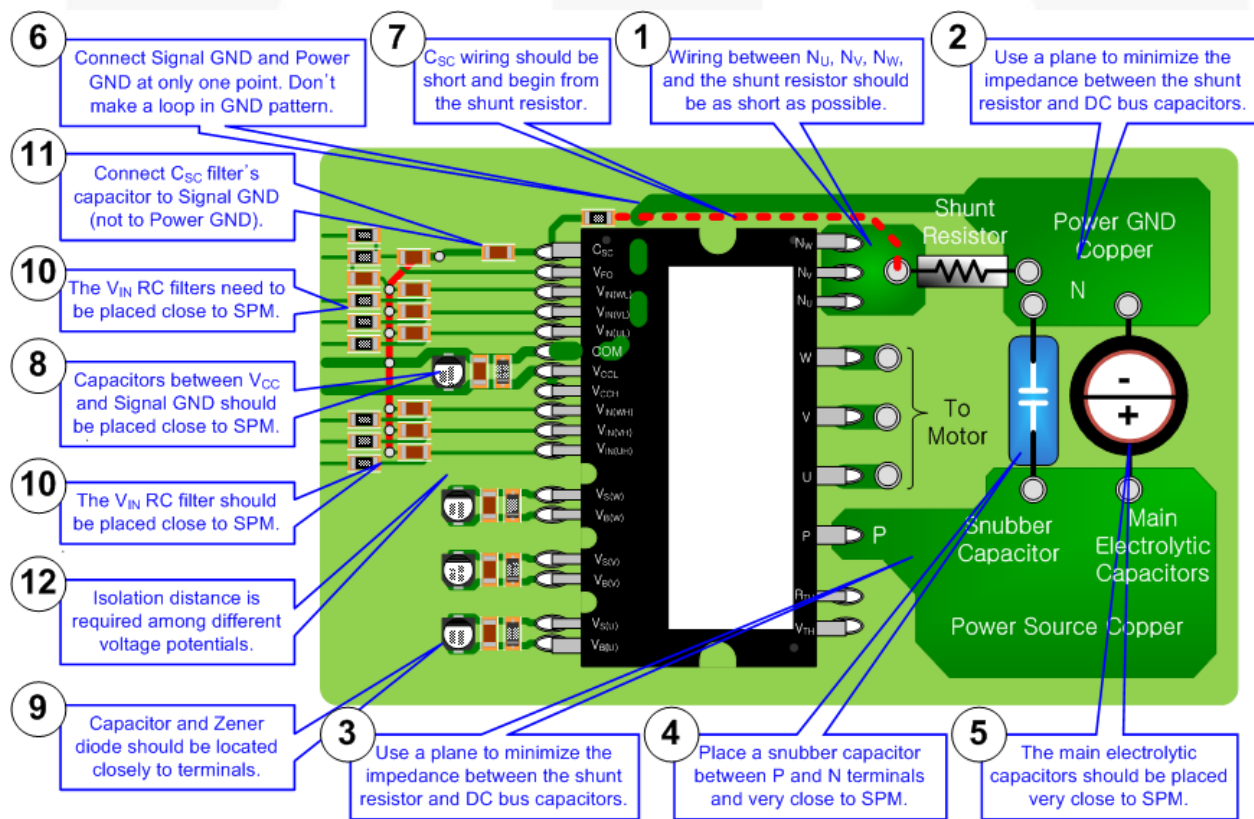 6
Connect Signal GND and Power
GND at only one point. Don't
make a loop in GND pattern.
7
CSC wiring should be
short and begin from
the shunt resistor.
1
Wiring between NU, NV, NW,
and the shunt resistor should
be as short as possible.
2
Use a plane to minimize the
impedance between the shunt
resistor and DC bus capacitors.
11
Connect CSC filter's
capacitor to Signal GND
(not to Power GND).
10
The VIN RC filters need to
be placed close to SPM.
8
Capacitors between VCC
and Signal GND should
be placed close to SPM.
10
The VIN RC filter should
be placed close to SPM.
12
Isolation distance is
required among different
voltage potentials.
9
Capacitor and Zener
diode should be located
closely to terminals.
CSC
VFO
VIN(WL)
VIN(VL)
VIN(UL)
COM
VCCL
VCCH
VIN(WH)
VIN(VH)
VIN(UH)
VS(W)
VB(W)
VS(V)
VB(V)
VS(U)
VB(U)
NW
NV
NU
W
V
U
P
RTH
VTH
Shunt
Resistor
Power GND
Copper
N
To
Motor
-
+
P
Snubber
Capacitor
Main
Electrolytic
Capacitors
Power Source Copper
3
Use a plane to minimize the
impedance between the shunt
resistor and DC bus capacitors.
4
Place a snubber capacitor
between P and N terminals
and very close to SPM.
5
The main electrolytic
capacitors should be placed
very close to SPM.